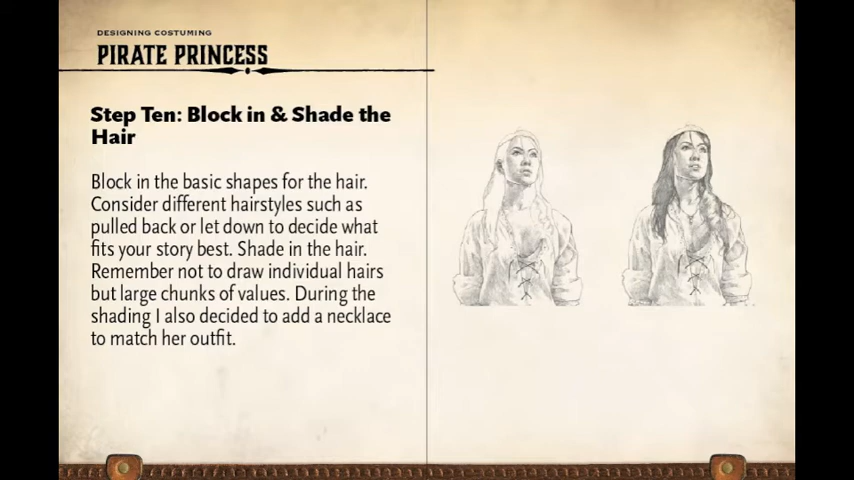 DESIGNING COSTUMING
PIRATE PRINCESS
Step Ten: Block in & Shade the
Hair
Block in the basic shapes for the hair.
Consider different hairstyles such as
pulled back or let down to decide what
fits your story best. Shade in the hair.
Remember not to draw individual hairs
but large chunks of values. During the
shading I also decided to add a necklace
to match her outfit.